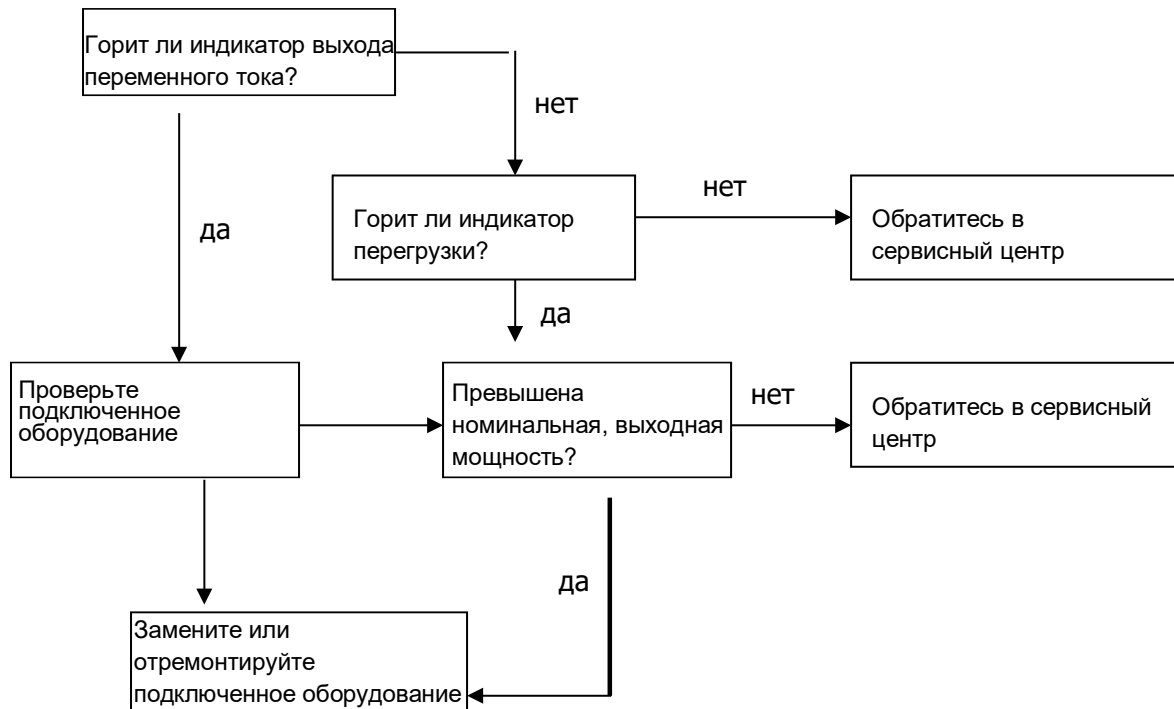 Горит ли индикатор выхода
переменного тока?
нет
да
Горит ли индикатор
перегрузки?
нет
Обратитесь в
сервисный центр
да
Проверьте
подключенное
оборудование
Превышена
номинальная, выходная
мощность?
нет
Обратитесь в сервисный
центр
да
Замените или
отремонтируйте
подключенное оборудование